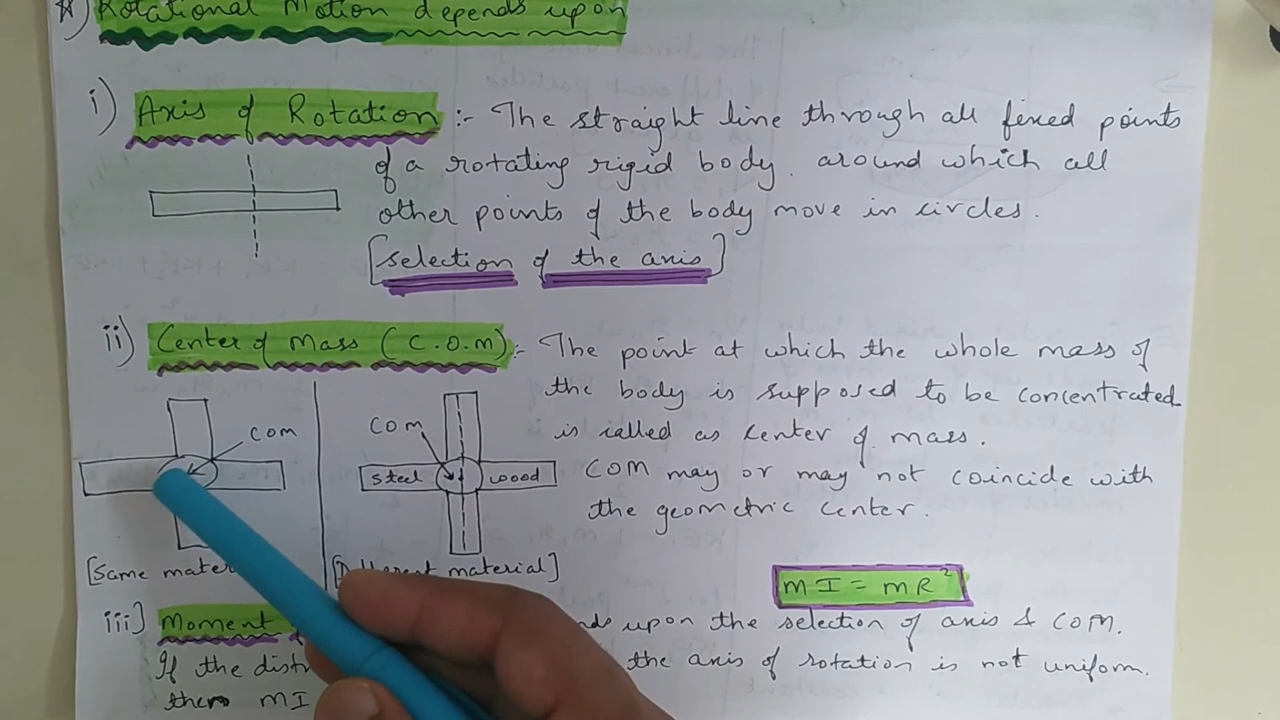 *) Rotational Motion depends upon
i) Axis of Rotation :- The straight line through all fixed points
of a rotating rigid body. around which all
other points of the body move in circles.
[selection of the axis]
ii) Center of Mass (C.O.M) :- The point at which the whole mass of
the body is supposed to be concentrated
is called as center of mass.
COM may or may not coincide with
the geometric center.
COM
COM
steel wood
[Same
[Different material]
MI = MR²
iii] Moment upon the selection of axis & COM.
If the the axis of rotation is not uniform.
then MI